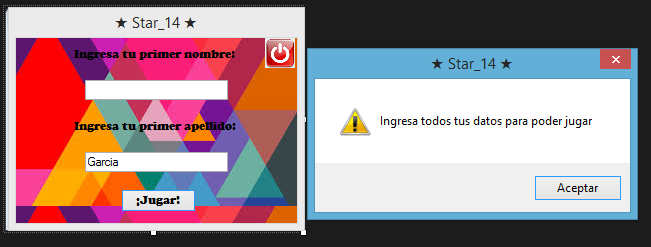 ★ Star_14 ★
Ingresa tu primer nombre:
Ingresa tu primer apellido:
Garcia
¡Jugar!
★ Star_14 ★
Ingresa todos tus datos para poder jugar
Aceptar